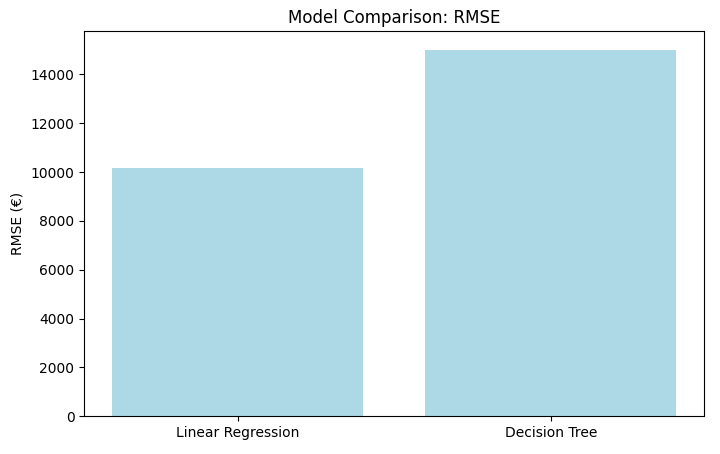 Model Comparison: RMSE
RMSE (€)
14000
12000
10000
8000
6000
4000
2000
0
Linear Regression
Decision Tree